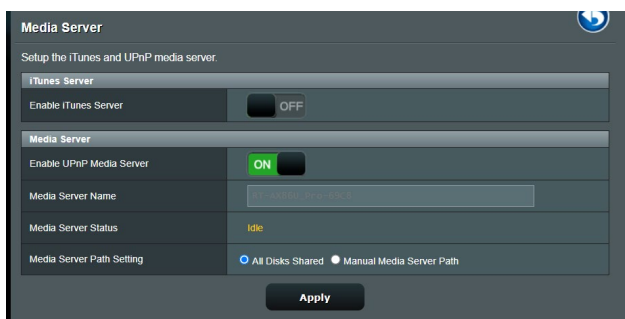 Media Server
Setup the iTunes and UPnP media server.
iTunes Server
Enable iTunes Server OFF
Media Server
Enable UPnP Media Server ON
Media Server Name
Media Server Status Idle
Media Server Path Setting All Disks Shared Manual Media Server Path
Apply